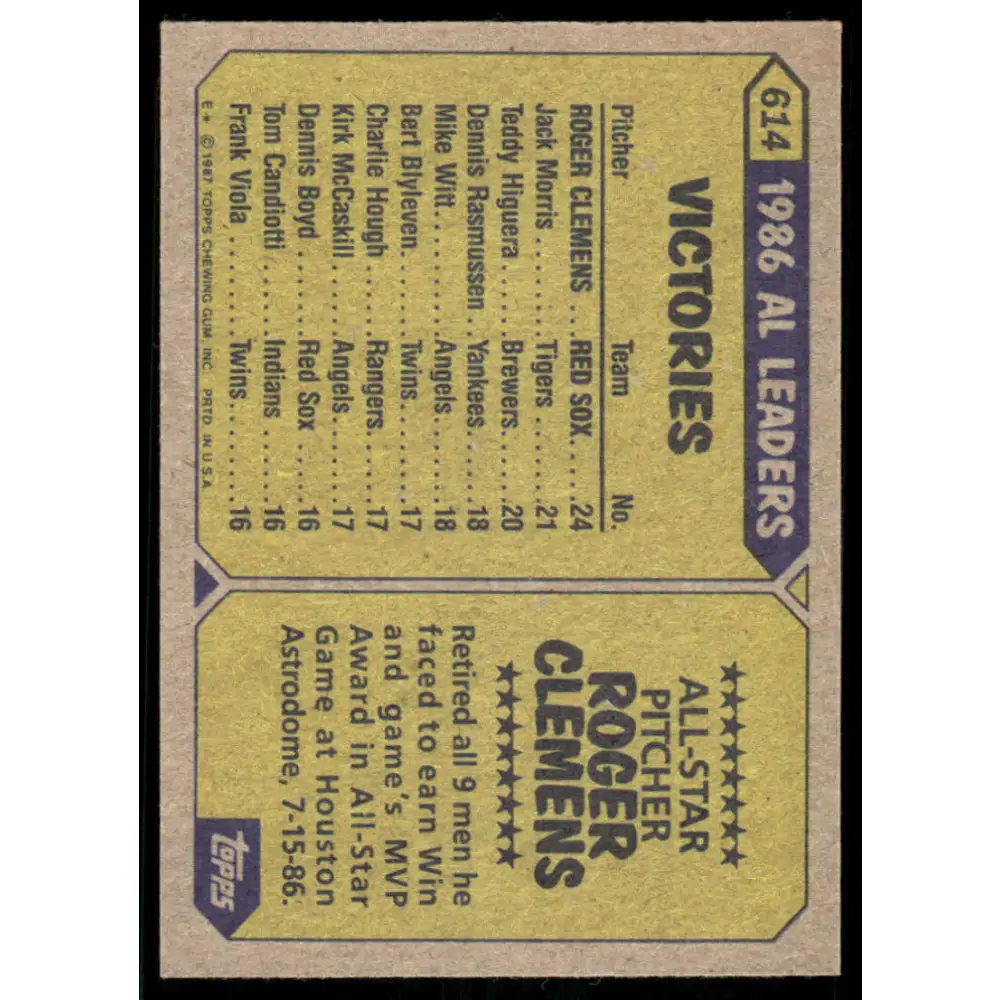 614
1986 AL LEADERS
VICTORIES
Pitcher Team No.
ROGER CLEMENS ... RED SOX....24
Jack Morris ....... Tigers .......21
Teddy Higuera.....Brewers.....20
Dennis Rasmussen ..Yankees.....18
Mike Witt.........Angels.......18
Bert Blyleven......Twins........17
Charlie Hough.....Rangers......17
Kirk McCaskill.....Angels.......17
Dennis Boyd ......Red Sox .....16
Tom Candiotti .....Indians ......16
Frank Viola........Twins........16
E* © 1987 TOPPS CHEWING GUM, INC. PRTD. IN U.S.A.
★★★★★★★★
ALL-STAR
PITCHER
ROGER
CLEMENS
★★★★★★★★
Retired all 9 men he
faced to earn Win
and game's MVP
Award in All-Star
Game at Houston
Astrodome, 7-15-86.
topps